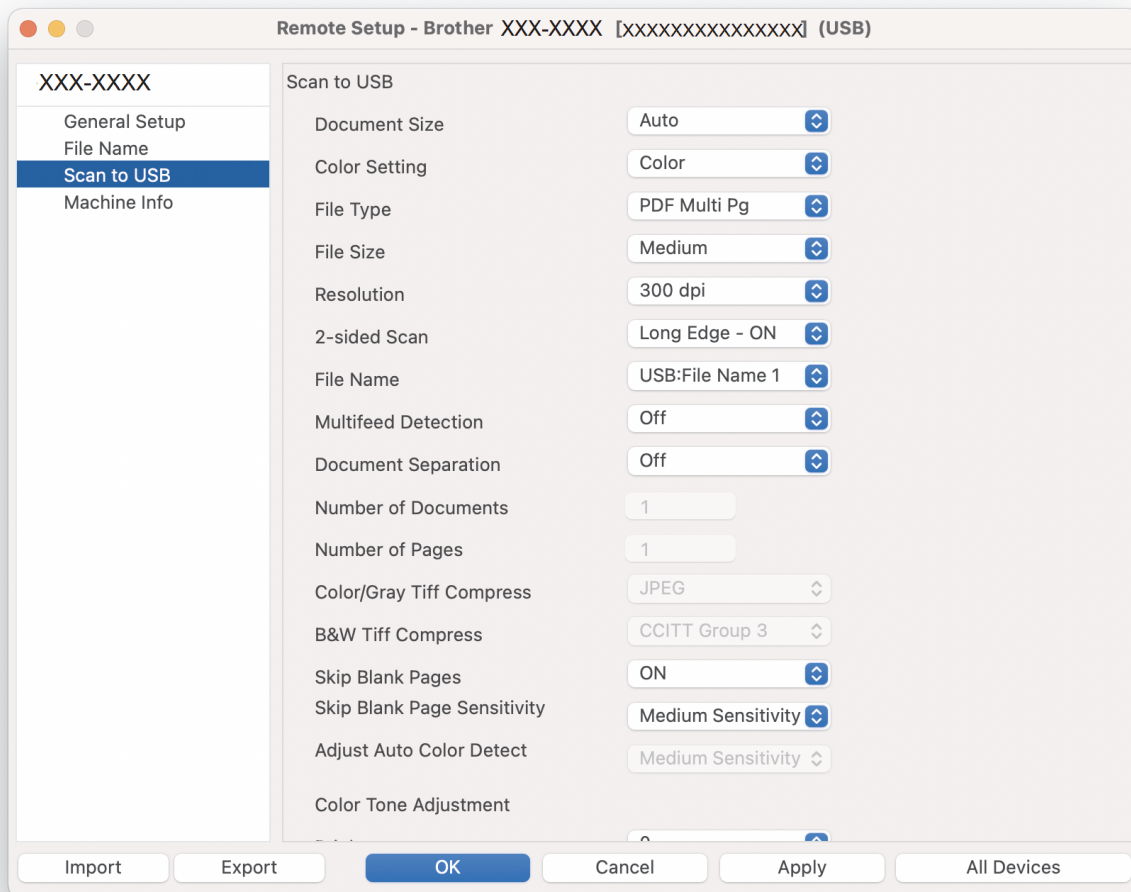 Remote Setup - Brother XXX-XXXX [XXXXXXXXXXXXXXX] (USB)
XXX-XXXX
General Setup
File Name
Scan to USB
Machine Info
Scan to USB
Document Size Auto
Color Setting Color
File Type PDF Multi Pg
File Size Medium
Resolution 300 dpi
2-sided Scan Long Edge - ON
File Name USB:File Name 1
Multifeed Detection Off
Document Separation Off
Number of Documents 1
Number of Pages 1
Color/Gray Tiff Compress JPEG
B&W Tiff Compress CCITT Group 3
Skip Blank Pages ON
Skip Blank Page Sensitivity Medium Sensitivity
Adjust Auto Color Detect Medium Sensitivity
Color Tone Adjustment
Import Export OK Cancel Apply All Devices